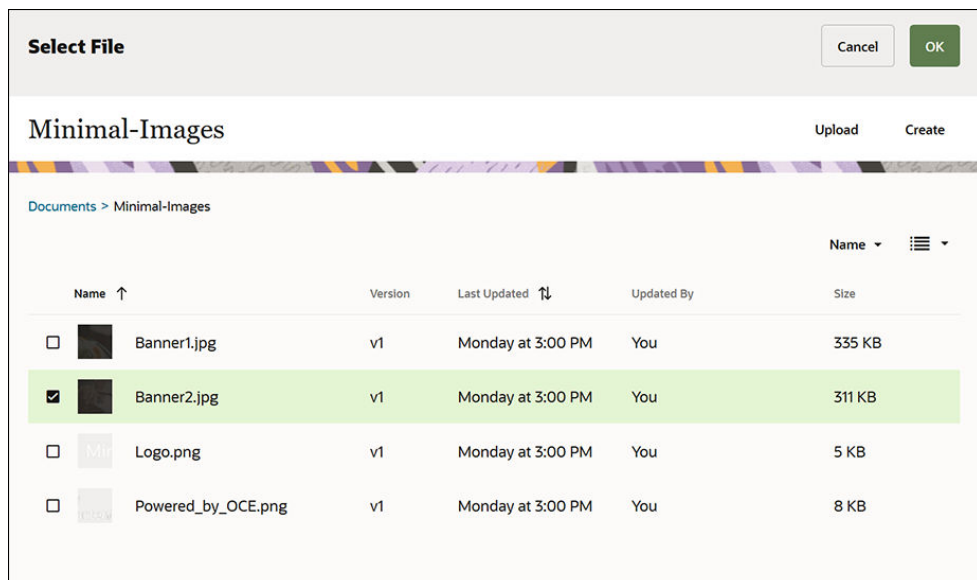 Select File
Cancel
OK
Minimal-Images
Upload
Create
Documents > Minimal-Images
Name
Name Version Last Updated Updated By Size
Banner1.jpg v1 Monday at 3:00 PM You 335 KB
Banner2.jpg v1 Monday at 3:00 PM You 311 KB
Logo.png v1 Monday at 3:00 PM You 5 KB
Powered_by_OCE.png v1 Monday at 3:00 PM You 8 KB